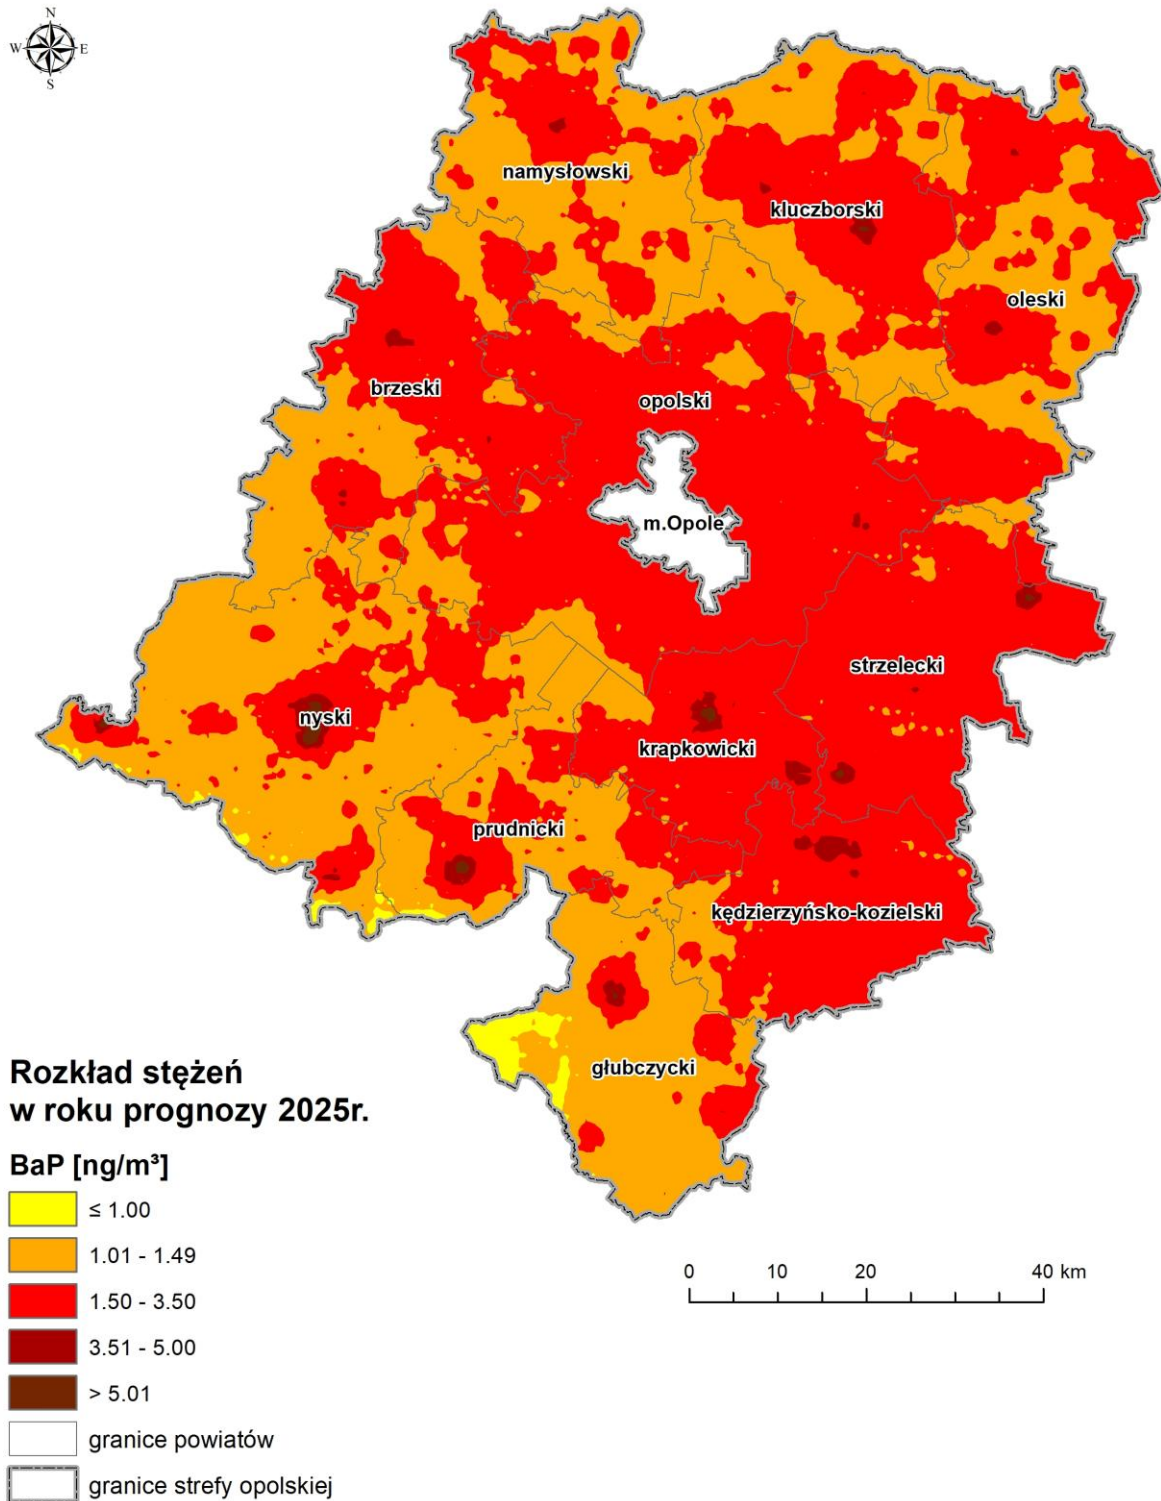 N
W E
S
namysłowski
kluczborski
oleski
brzeski
opolski
m.Opole
strzelecki
nyski
krapkowicki
prudnicki
kędzierzyńsko-kozielski
głubczycki
Rozkład stężeń
w roku prognozy 2025r.
BaP [ng/m³]
≤ 1.00
1.01 - 1.49
1.50 - 3.50
3.51 - 5.00
> 5.01
granice powiatów
granice strefy opolskiej
0 10 20 40 km